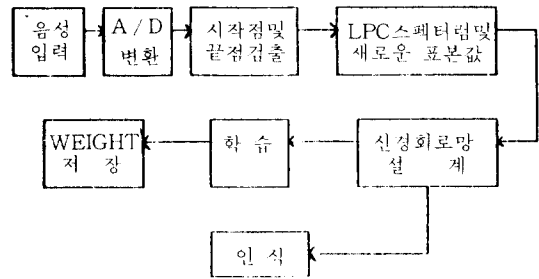 음성
입력
A / D
변환
시작점및
끝점검출
LPC스페터럼및
새로운 표본값
신경회로망
설 계
학 습
WEIGHT
저 장
인 식